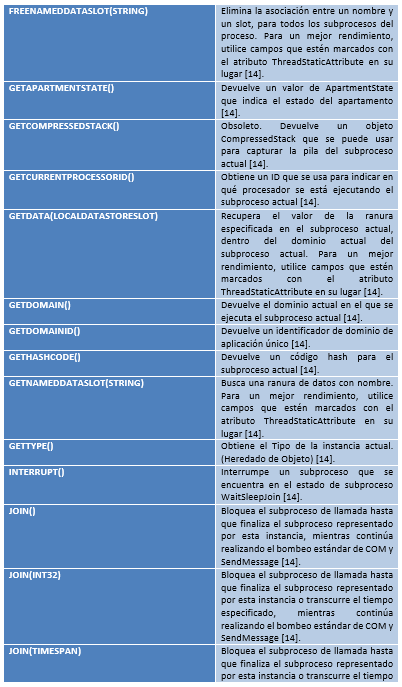 FREENAMEDDATASLOT(STRING)
Elimina la asociación entre un nombre y
un slot, para todos los subprocesos del
proceso. Para un mejor rendimiento,
utilice campos que estén marcados con
el atributo ThreadStaticAttribute en su
lugar [14].
GETAPARTMENTSTATE()
Devuelve un valor de ApartmentState
que indica el estado del apartamento
[14].
GETCOMPRESSEDSTACK()
Obsoleto. Devuelve un objeto
CompressedStack que se puede usar
para capturar la pila del subproceso
actual [14].
GETCURRENTPROCESSORID()
Obtiene un ID que se usa para indicar en
qué procesador se está ejecutando el
subproceso actual [14].
GETDATA(LOCALDATASTORESLOT)
Recupera el valor de la ranura
especificada en el subproceso actual,
dentro del dominio actual del
subproceso actual. Para un mejor
rendimiento, utilice campos que estén
marcados con el atributo
ThreadStaticAttribute en su lugar [14].
GETDOMAIN()
Devuelve el dominio actual en el que se
ejecuta el subproceso actual [14].
GETDOMAINID()
Devuelve un identificador de dominio de
aplicación único [14].
GETHASHCODE()
Devuelve un código hash para el
subproceso actual [14].
GETNAMEDDATASLOT(STRING)
Busca una ranura de datos con nombre.
Para un mejor rendimiento, utilice
campos que estén marcados con el
atributo ThreadStaticAttribute en su
lugar [14].
GETTYPE()
Obtiene el Tipo de la instancia actual.
(Heredado de Objeto) [14].
INTERRUPT()
Interrumpe un subproceso que se
encuentra en el estado de subproceso
WaitSleepJoin [14].
JOIN()
Bloquea el subproceso de llamada hasta
que finaliza el subproceso representado
por esta instancia, mientras continúa
realizando el bombeo estándar de COM y
SendMessage [14].
JOIN(INT32)
Bloquea el subproceso de llamada hasta
que finaliza el subproceso representado
por esta instancia o transcurre el tiempo
especificado, mientras continúa
realizando el bombeo estándar de COM y
SendMessage [14].
JOIN(TIMESPAN)
Bloquea el subproceso de llamada hasta
que finaliza el subproceso representado
por esta instancia o transcurre el tiempo